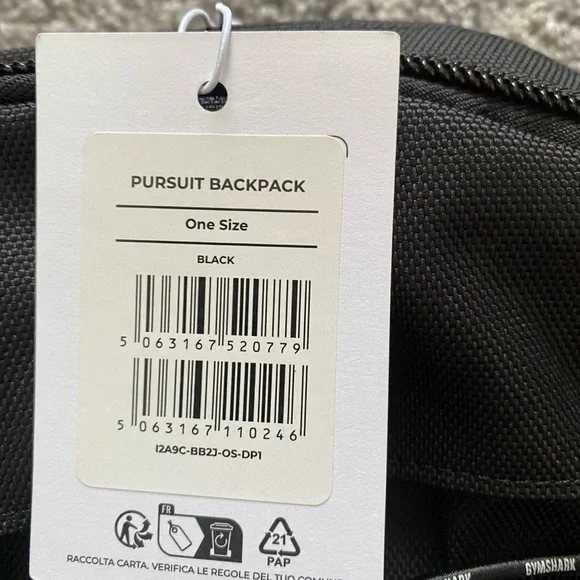 PURSUIT BACKPACK
One Size
BLACK
5 063167 520779
5 063167 110246
I2A9C-BB2J-OS-DP1
FR
21
PAP
RACCOLTA CARTA. VERIFICA LE REGOLE DEL TUO
GYMSHARK